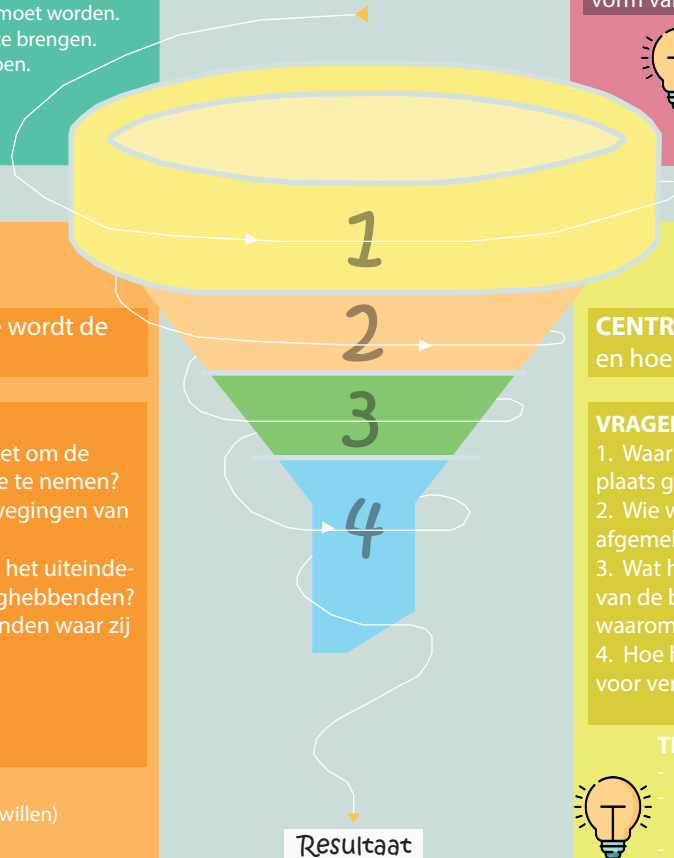 moet worden.
te brengen.
wordt de
et om de
e te nemen?
wegingen van
het uiteinde-
ghebbenden?
nden waar zij
willen)
1
2
3
4
Resultaat
vorm va
CENTR
en hoe
VRAGE
1. Waar
plaats g
2. Wie w
afgemel
3. Wat h
van de b
waarom
4. Hoe h
voor ver
T
-
-
-